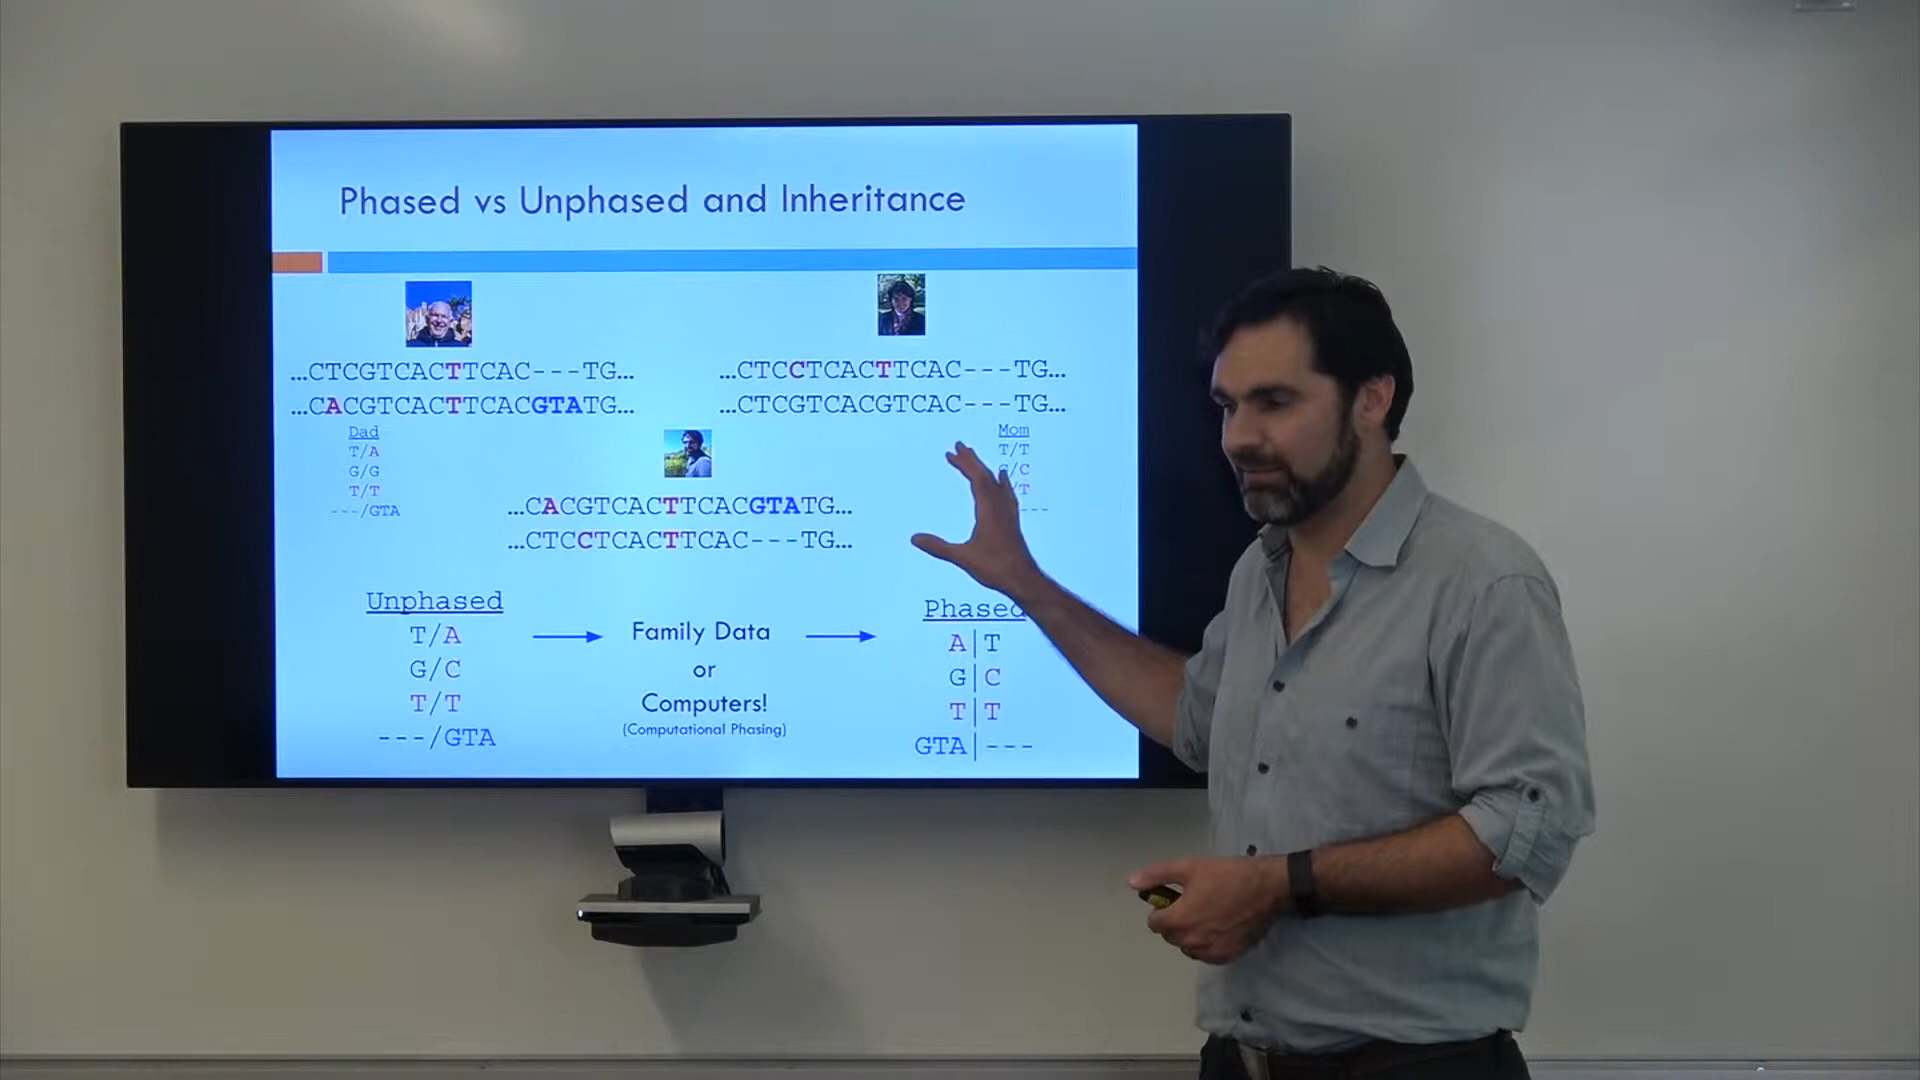 Phased vs Unphased and Inheritance
...CTCGTCACTTCAC---TG...
...CACGTCACTTCACGTATG...
Dad
T/A
G/G
T/T
---/GTA
...CTCCTCACTTCAC---TG...
...CTCGTCACGTCAC---TG...
Mom
T/T
/C
/T
---
...CACGTCACTTCACGTATG...
...CTCCTCACTTCAC---TG...
Unphased
T/A
G/C
T/T
---/GTA
Family Data
or
Computers!
(Computational Phasing)
Phased
A|T
G|C
T|T
GTA|---